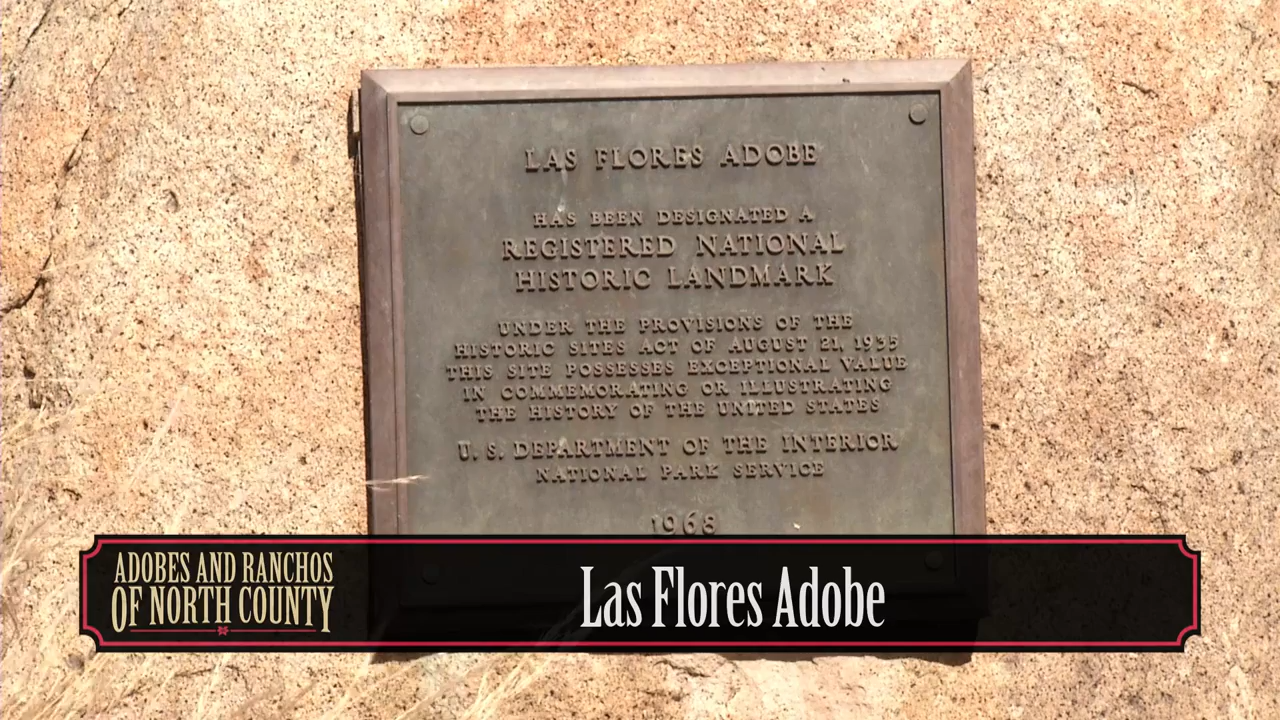 LAS FLORES ADOBE
HAS BEEN DESIGNATED A
REGISTERED NATIONAL
HISTORIC LANDMARK
UNDER THE PROVISIONS OF THE
HISTORIC SITES ACT OF AUGUST 21, 1935
THIS SITE POSSESSES EXCEPTIONAL VALUE
IN COMMEMORATING OR ILLUSTRATING
THE HISTORY OF THE UNITED STATES
U. S. DEPARTMENT OF THE INTERIOR
NATIONAL PARK SERVICE
1968
ADOBES AND RANCHOS
OF NORTH COUNTY
Las Flores Adobe